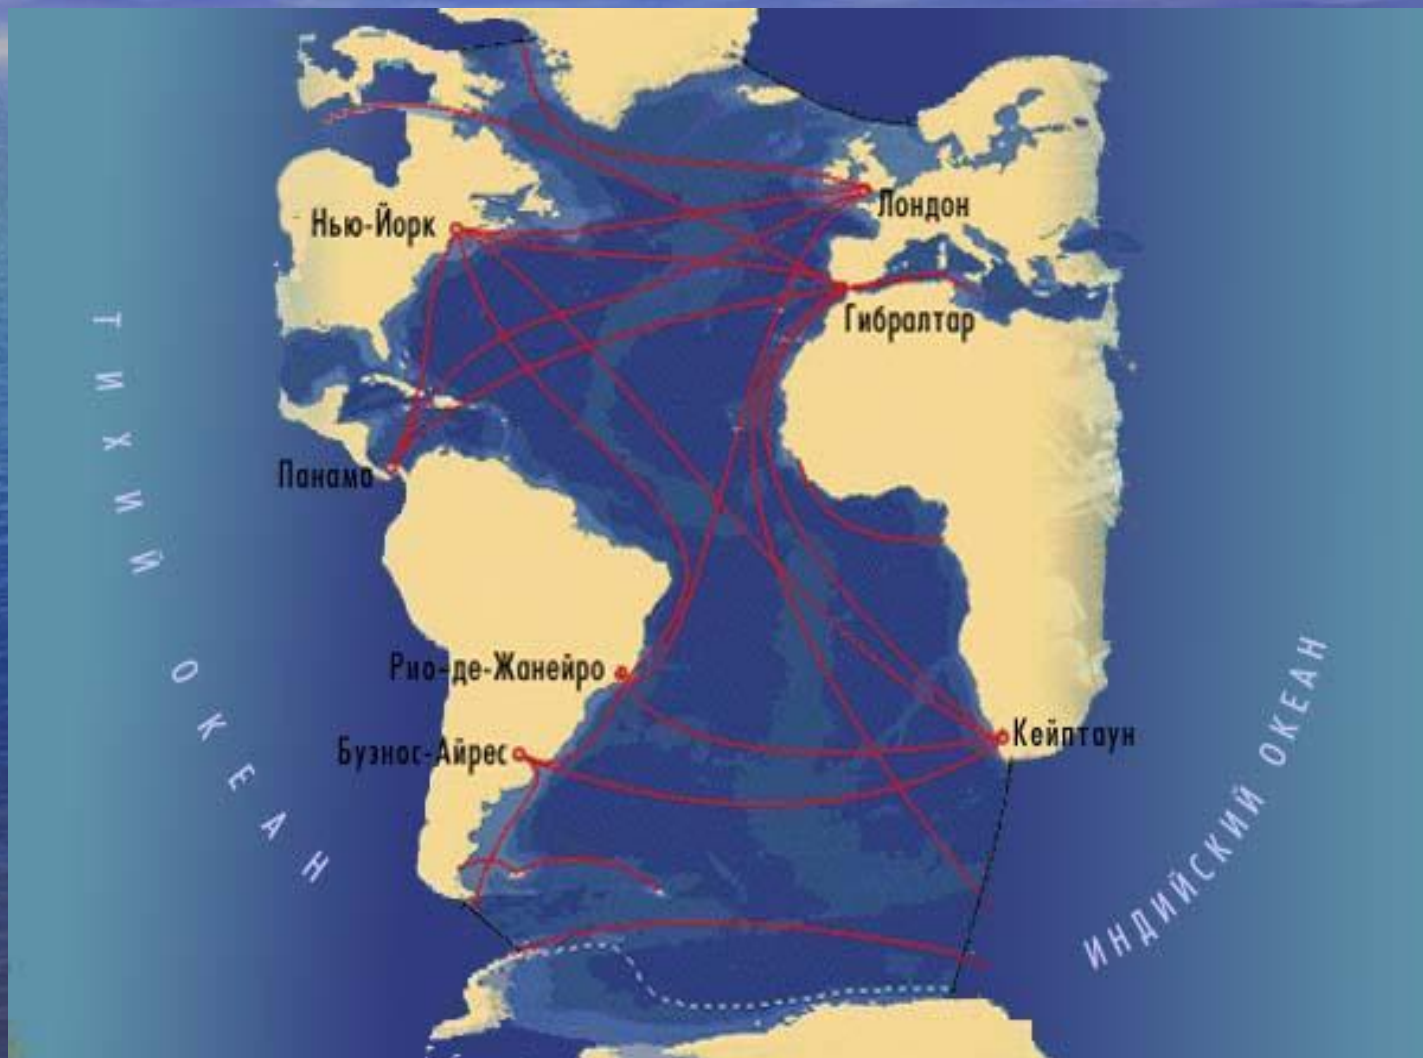 Лондон
Нью-Йорк
Гибралтар
Панама
ТИХИЙ ОКЕАН
Рио-де-Жанейро
Кейптаун
Буэнос-Айрес
ИНДИЙСКИЙ ОКЕАН